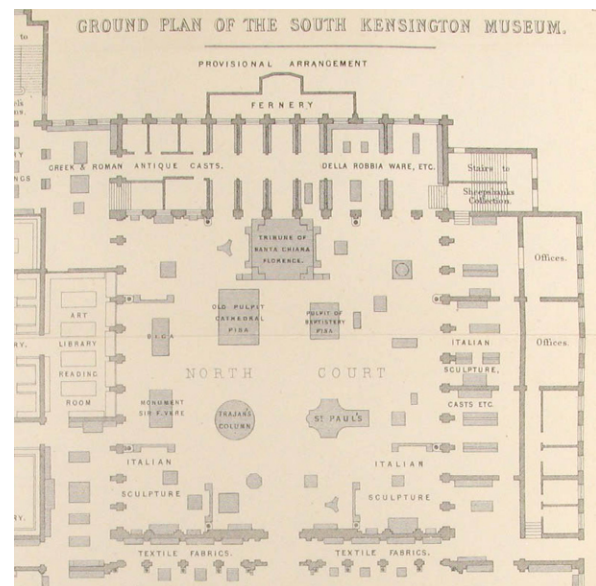 GROUND PLAN OF THE SOUTH KENSINGTON MUSEUM.
PROVISIONAL ARRANGEMENT
FERNERY
to
GREEK & ROMAN ANTIQUE CASTS.
DELLA ROBBIA WARE, ETC.
Stairs to
Sheepshanks
Collection.
TRIBUNE OF
SANTA CHIARA
FLORENCE.
Offices.
OLD PULPIT
CATHEDRAL
PISA
PULPIT OF
BAPTISTERY
PISA
BIGA
ART
LIBRARY
READING
ROOM
ITALIAN
SCULPTURE,
CASTS ETC.
Offices.
NORTH COURT
MONUMENT
SIR F. VERE
TRAJANS
COLUMN
ST PAUL'S
ITALIAN
SCULPTURE
ITALIAN
SCULPTURE
TEXTILE FABRICS.
TEXTILE FABRICS.